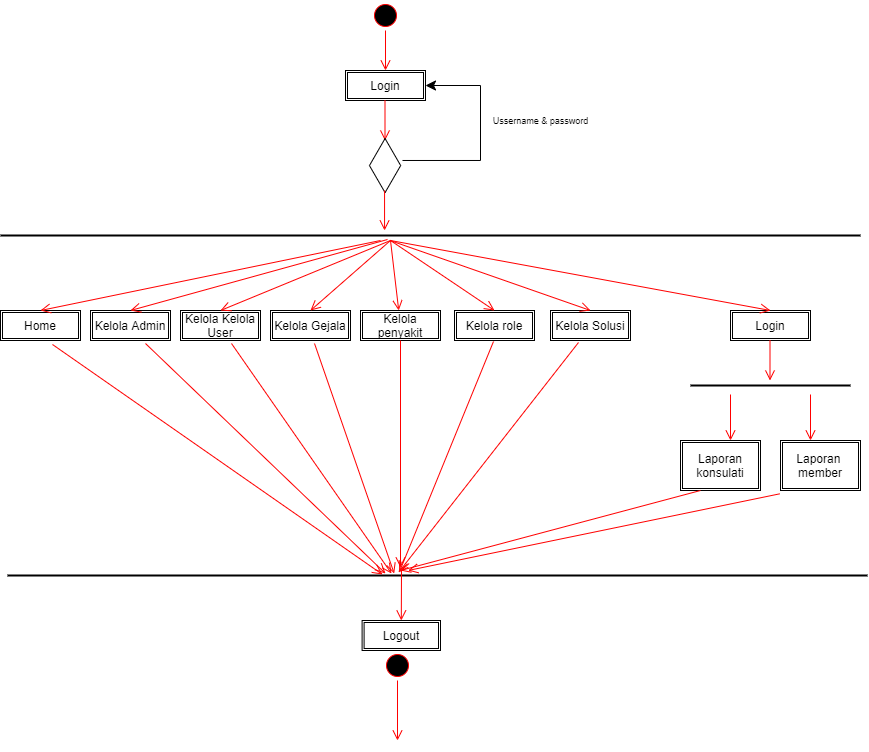 Login
Ussername & password
Home
Kelola Admin
Kelola Kelola
User
Kelola Gejala
Kelola
penyakit
Kelola role
Kelola Solusi
Login
Laporan
konsulati
Laporan
member
Logout